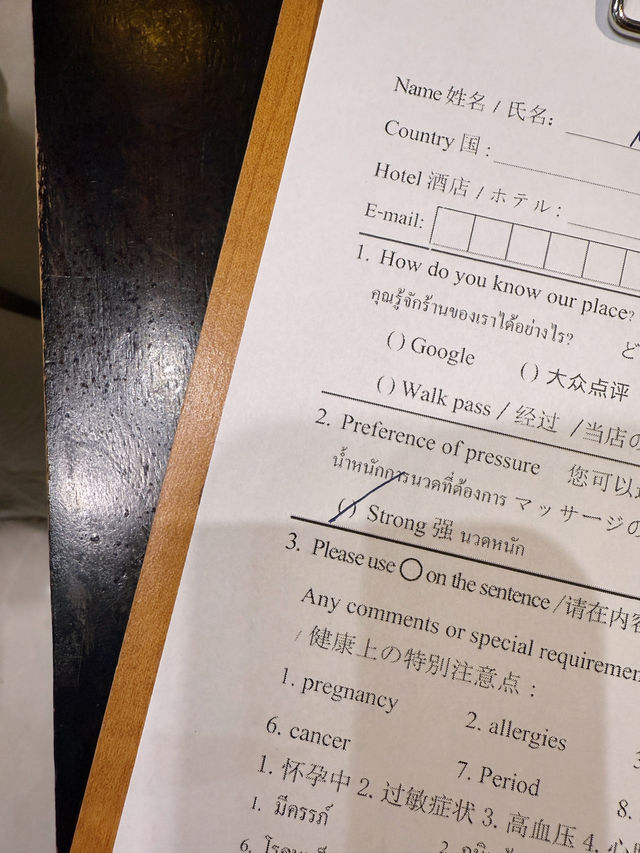 Name 姓名 / 氏名:
Country 国 :
Hotel 酒店 / ホテル :
E-mail:
1. How do you know our place?
คุณรู้จักร้านของเราได้อย่างไร? ど
( ) Google ( ) 大众点评
( ) Walk pass / 经过 / 当店の
2. Preference of pressure 您可以
น้ำหนักการนวดที่ต้องการ マッサージの
( ) Strong 强 นวดหนัก
3. Please use ◯ on the sentence / 请在内容
Any comments or special requiremen
/ 健康上の特別注意点 :
1. pregnancy 2. allergies 3
6. cancer 7. Period 8.
1. 怀孕中 2. 过敏症状 3. 高血压 4. 心
1. มีครรภ์ 2.
6.